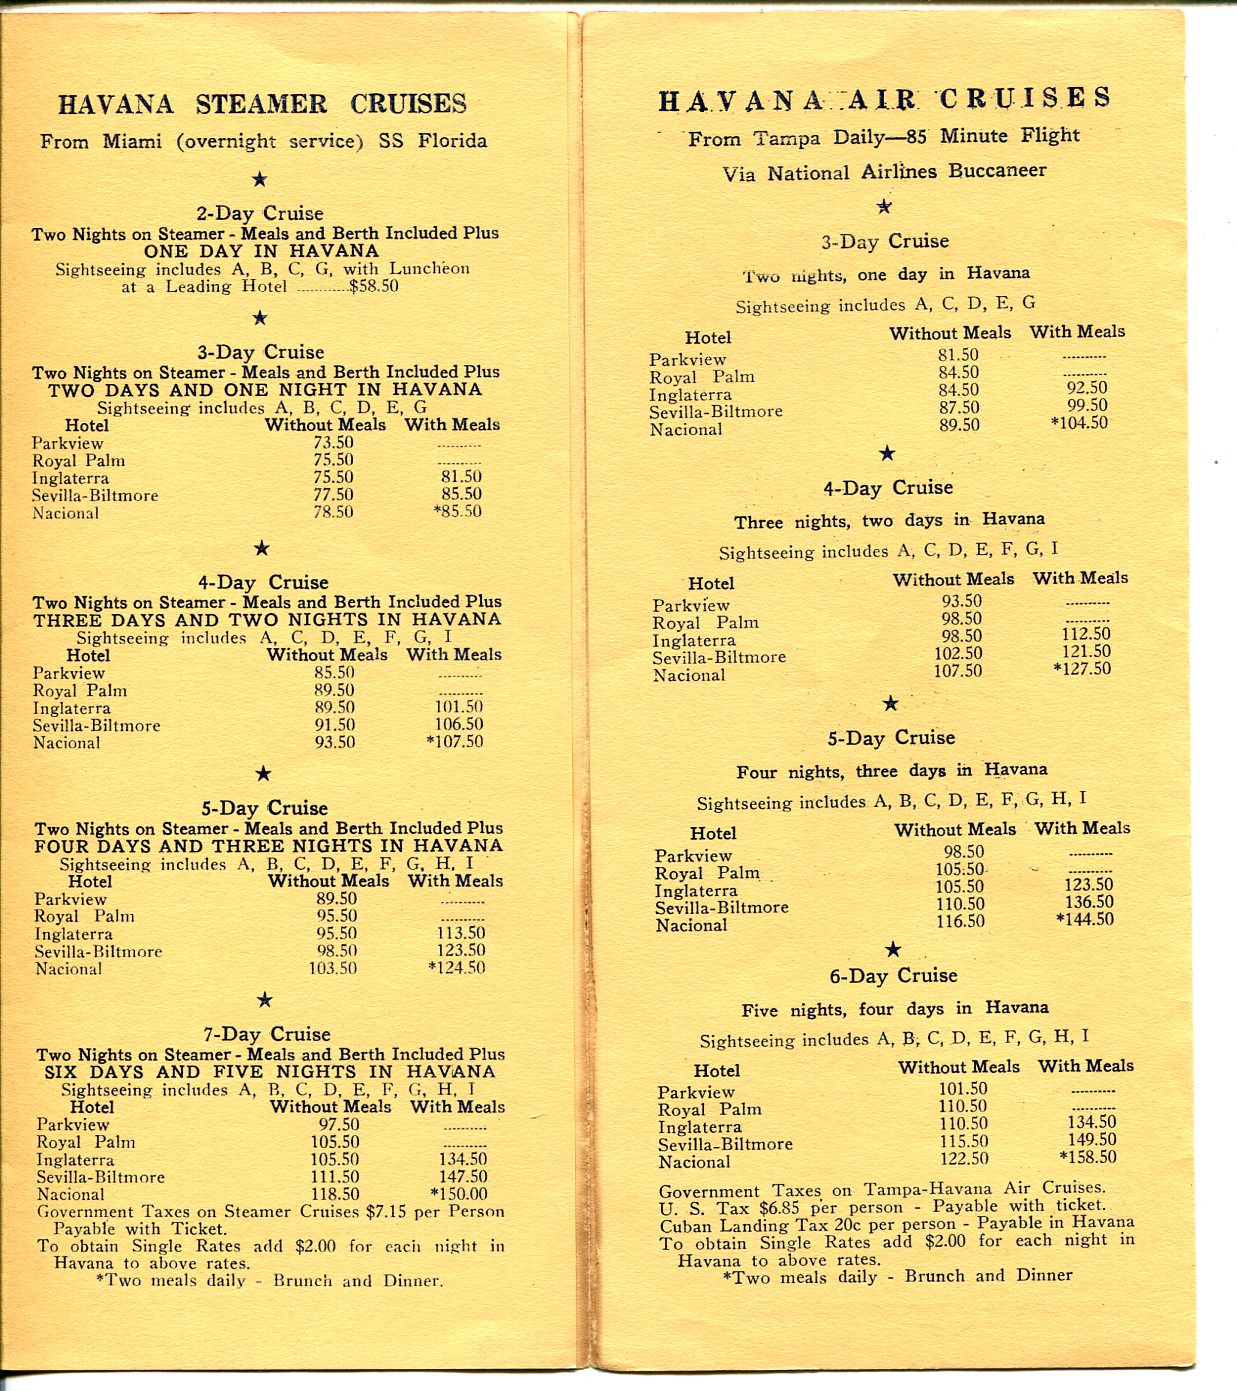 HAVANA STEAMER CRUISES
From Miami (overnight service) SS Florida
2-Day Cruise
Two Nights on Steamer - Meals and Berth Included Plus
ONE DAY IN HAVANA
Sightseeing includes A, B, C, G, with Luncheon
at a Leading Hotel ............$58.50
3-Day Cruise
Two Nights on Steamer - Meals and Berth Included Plus
TWO DAYS AND ONE NIGHT IN HAVANA
Sightseeing includes A, B, C, D, E, G
Hotel Without Meals With Meals
Parkview 73.50 ..........
Royal Palm 75.50 ..........
Inglaterra 75.50 81.50
Sevilla-Biltmore 77.50 85.50
Nacional 78.50 *85.50
4-Day Cruise
Two Nights on Steamer - Meals and Berth Included Plus
THREE DAYS AND TWO NIGHTS IN HAVANA
Sightseeing includes A, C, D, E, F, G, I
Hotel Without Meals With Meals
Parkview 85.50 ..........
Royal Palm 89.50 ..........
Inglaterra 89.50 101.50
Sevilla-Biltmore 91.50 106.50
Nacional 93.50 *107.50
5-Day Cruise
Two Nights on Steamer - Meals and Berth Included Plus
FOUR DAYS AND THREE NIGHTS IN HAVANA
Sightseeing includes A, B, C, D, E, F, G, H, I
Hotel Without Meals With Meals
Parkview 89.50 ..........
Royal Palm 95.50 ..........
Inglaterra 95.50 113.50
Sevilla-Biltmore 98.50 123.50
Nacional 103.50 *124.50
7-Day Cruise
Two Nights on Steamer - Meals and Berth Included Plus
SIX DAYS AND FIVE NIGHTS IN HAVANA
Sightseeing includes A, B, C, D, E, F, G, H, I
Hotel Without Meals With Meals
Parkview 97.50 ..........
Royal Palm 105.50 ..........
Inglaterra 105.50 134.50
Sevilla-Biltmore 111.50 147.50
Nacional 118.50 *150.00
Government Taxes on Steamer Cruises $7.15 per Person
Payable with Ticket.
To obtain Single Rates add $2.00 for each night in
Havana to above rates.
*Two meals daily - Brunch and Dinner.
HAVANA AIR CRUISES
From Tampa Daily—85 Minute Flight
Via National Airlines Buccaneer
3-Day Cruise
Two nights, one day in Havana
Sightseeing includes A, C, D, E, G
Hotel Without Meals With Meals
Parkview 81.50 ..........
Royal Palm 84.50 ..........
Inglaterra 84.50 92.50
Sevilla-Biltmore 87.50 99.50
Nacional 89.50 *104.50
4-Day Cruise
Three nights, two days in Havana
Sightseeing includes A, C, D, E, F, G, I
Hotel Without Meals With Meals
Parkview 93.50 ..........
Royal Palm 98.50 ..........
Inglaterra 98.50 112.50
Sevilla-Biltmore 102.50 121.50
Nacional 107.50 *127.50
5-Day Cruise
Four nights, three days in Havana
Sightseeing includes A, B, C, D, E, F, G, H, I
Hotel Without Meals With Meals
Parkview 98.50 ..........
Royal Palm 105.50 ..........
Inglaterra 105.50 123.50
Sevilla-Biltmore 110.50 136.50
Nacional 116.50 *144.50
6-Day Cruise
Five nights, four days in Havana
Sightseeing includes A, B, C, D, E, F, G, H, I
Hotel Without Meals With Meals
Parkview 101.50 ..........
Royal Palm 110.50 ..........
Inglaterra 110.50 134.50
Sevilla-Biltmore 115.50 149.50
Nacional 122.50 *158.50
Government Taxes on Tampa-Havana Air Cruises.
U. S. Tax $6.85 per person - Payable with ticket.
Cuban Landing Tax 20c per person - Payable in Havana
To obtain Single Rates add $2.00 for each night in
Havana to above rates.
*Two meals daily - Brunch and Dinner